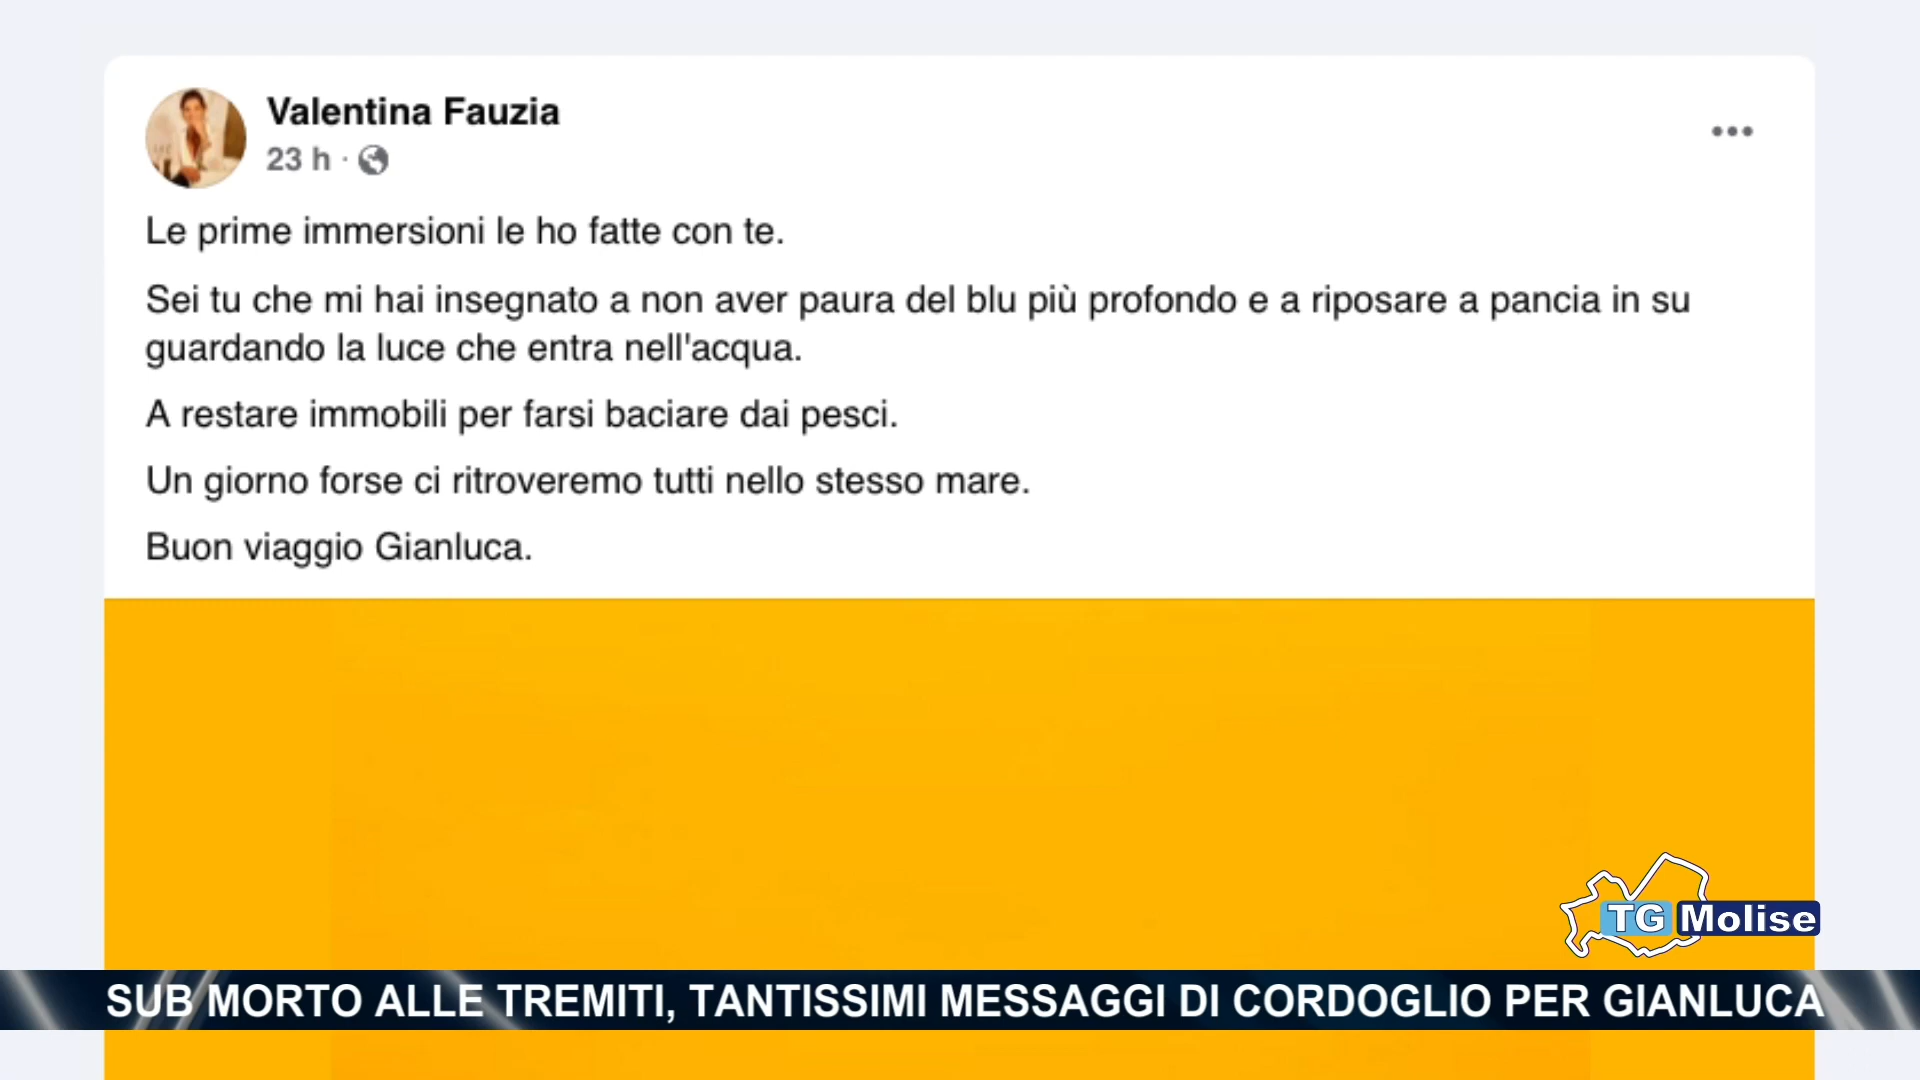 Valentina Fauzia
23 h ·
Le prime immersioni le ho fatte con te.
Sei tu che mi hai insegnato a non aver paura del blu più profondo e a riposare a pancia in su
guardando la luce che entra nell'acqua.
A restare immobili per farsi baciare dai pesci.
Un giorno forse ci ritroveremo tutti nello stesso mare.
Buon viaggio Gianluca.
TG Molise
SUB MORTO ALLE TREMITI, TANTISSIMI MESSAGGI DI CORDOGLIO PER GIANLUCA